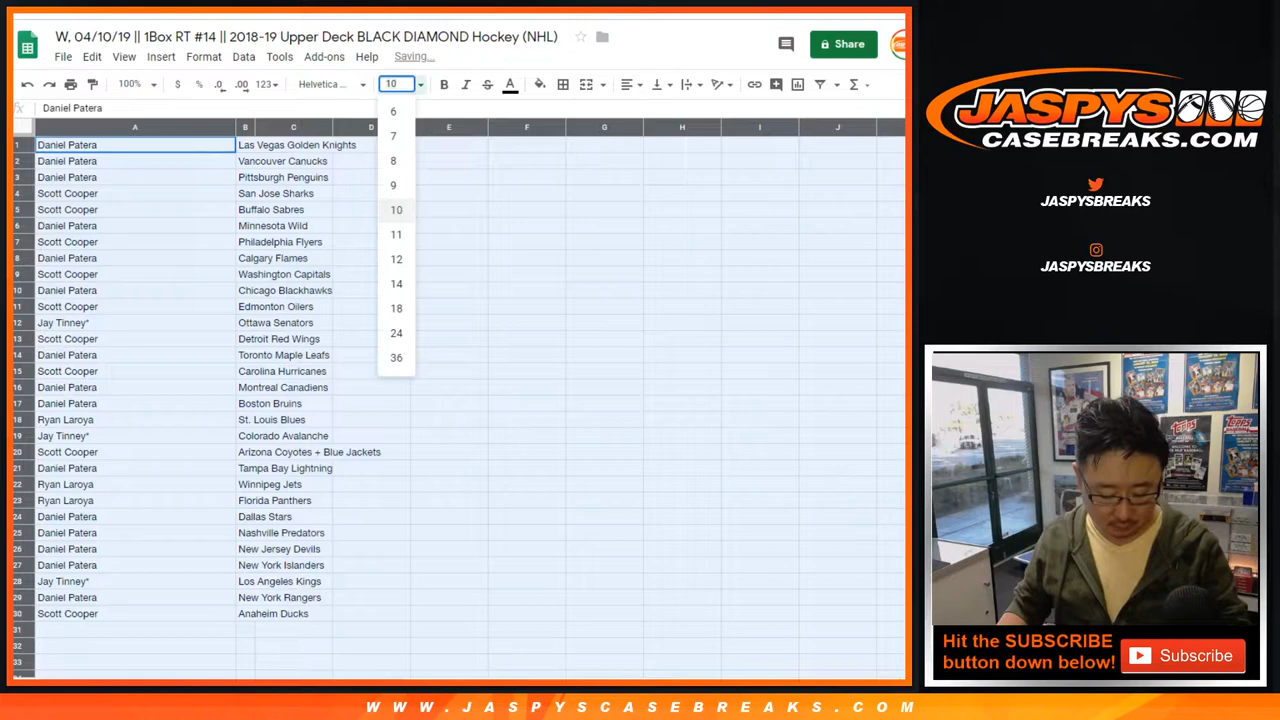 W, 04/10/19 || 1Box RT #14 || 2018-19 Upper Deck BLACK DIAMOND Hockey (NHL)
File Edit View Insert Format Data Tools Add-ons Help Saving...
Share
100% $ % .0 .00 123 Helvetica ... 10 B I S A
fx Daniel Patera
A B C D E F G H I J
1 Daniel Patera Las Vegas Golden Knights
2 Daniel Patera Vancouver Canucks
3 Daniel Patera Pittsburgh Penguins
4 Scott Cooper San Jose Sharks
5 Scott Cooper Buffalo Sabres
6 Daniel Patera Minnesota Wild
7 Scott Cooper Philadelphia Flyers
8 Daniel Patera Calgary Flames
9 Scott Cooper Washington Capitals
10 Daniel Patera Chicago Blackhawks
11 Scott Cooper Edmonton Oilers
12 Jay Tinney* Ottawa Senators
13 Scott Cooper Detroit Red Wings
14 Daniel Patera Toronto Maple Leafs
15 Scott Cooper Carolina Hurricanes
16 Daniel Patera Montreal Canadiens
17 Daniel Patera Boston Bruins
18 Ryan Laroya St. Louis Blues
19 Jay Tinney* Colorado Avalanche
20 Scott Cooper Arizona Coyotes + Blue Jackets
21 Daniel Patera Tampa Bay Lightning
22 Ryan Laroya Winnipeg Jets
23 Ryan Laroya Florida Panthers
24 Daniel Patera Dallas Stars
25 Daniel Patera Nashville Predators
26 Daniel Patera New Jersey Devils
27 Daniel Patera New York Islanders
28 Jay Tinney* Los Angeles Kings
29 Daniel Patera New York Rangers
30 Scott Cooper Anaheim Ducks
31
32
33
6
7
8
9
10
11
12
14
18
24
36
JASPYS
CASEBREAKS.COM
JASPYSBREAKS
JASPYSBREAKS
TOPPS
Hit the SUBSCRIBE
button down below!
Subscribe
WWW.JASPYSCASEBREAKS.COM